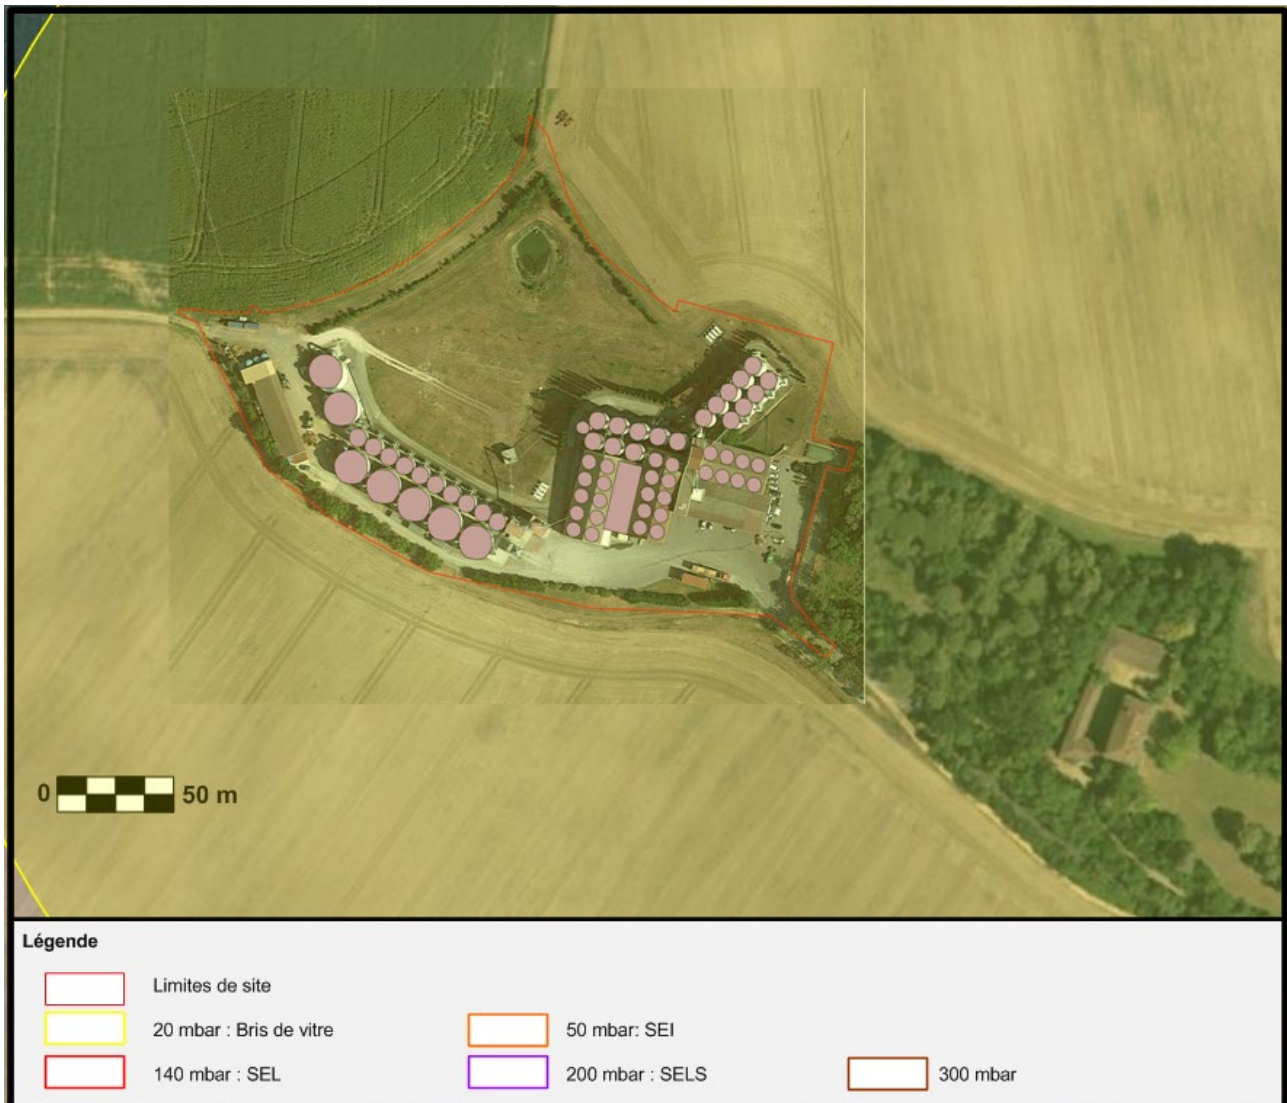 0 50 m
Légende
Limites de site
20 mbar : Bris de vitre
50 mbar: SEI
140 mbar : SEL
200 mbar : SELS
300 mbar